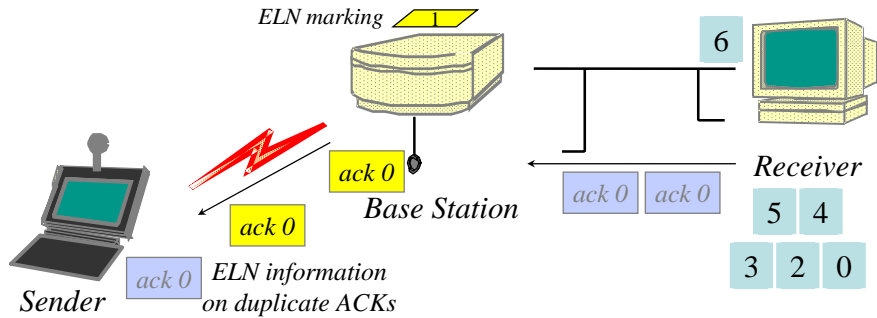 ELN marking 1
6
ack 0
Receiver
Base Station
ack 0 ack 0
ack 0
5 4
ack 0
ELN information
on duplicate ACKs
3 2 0
Sender